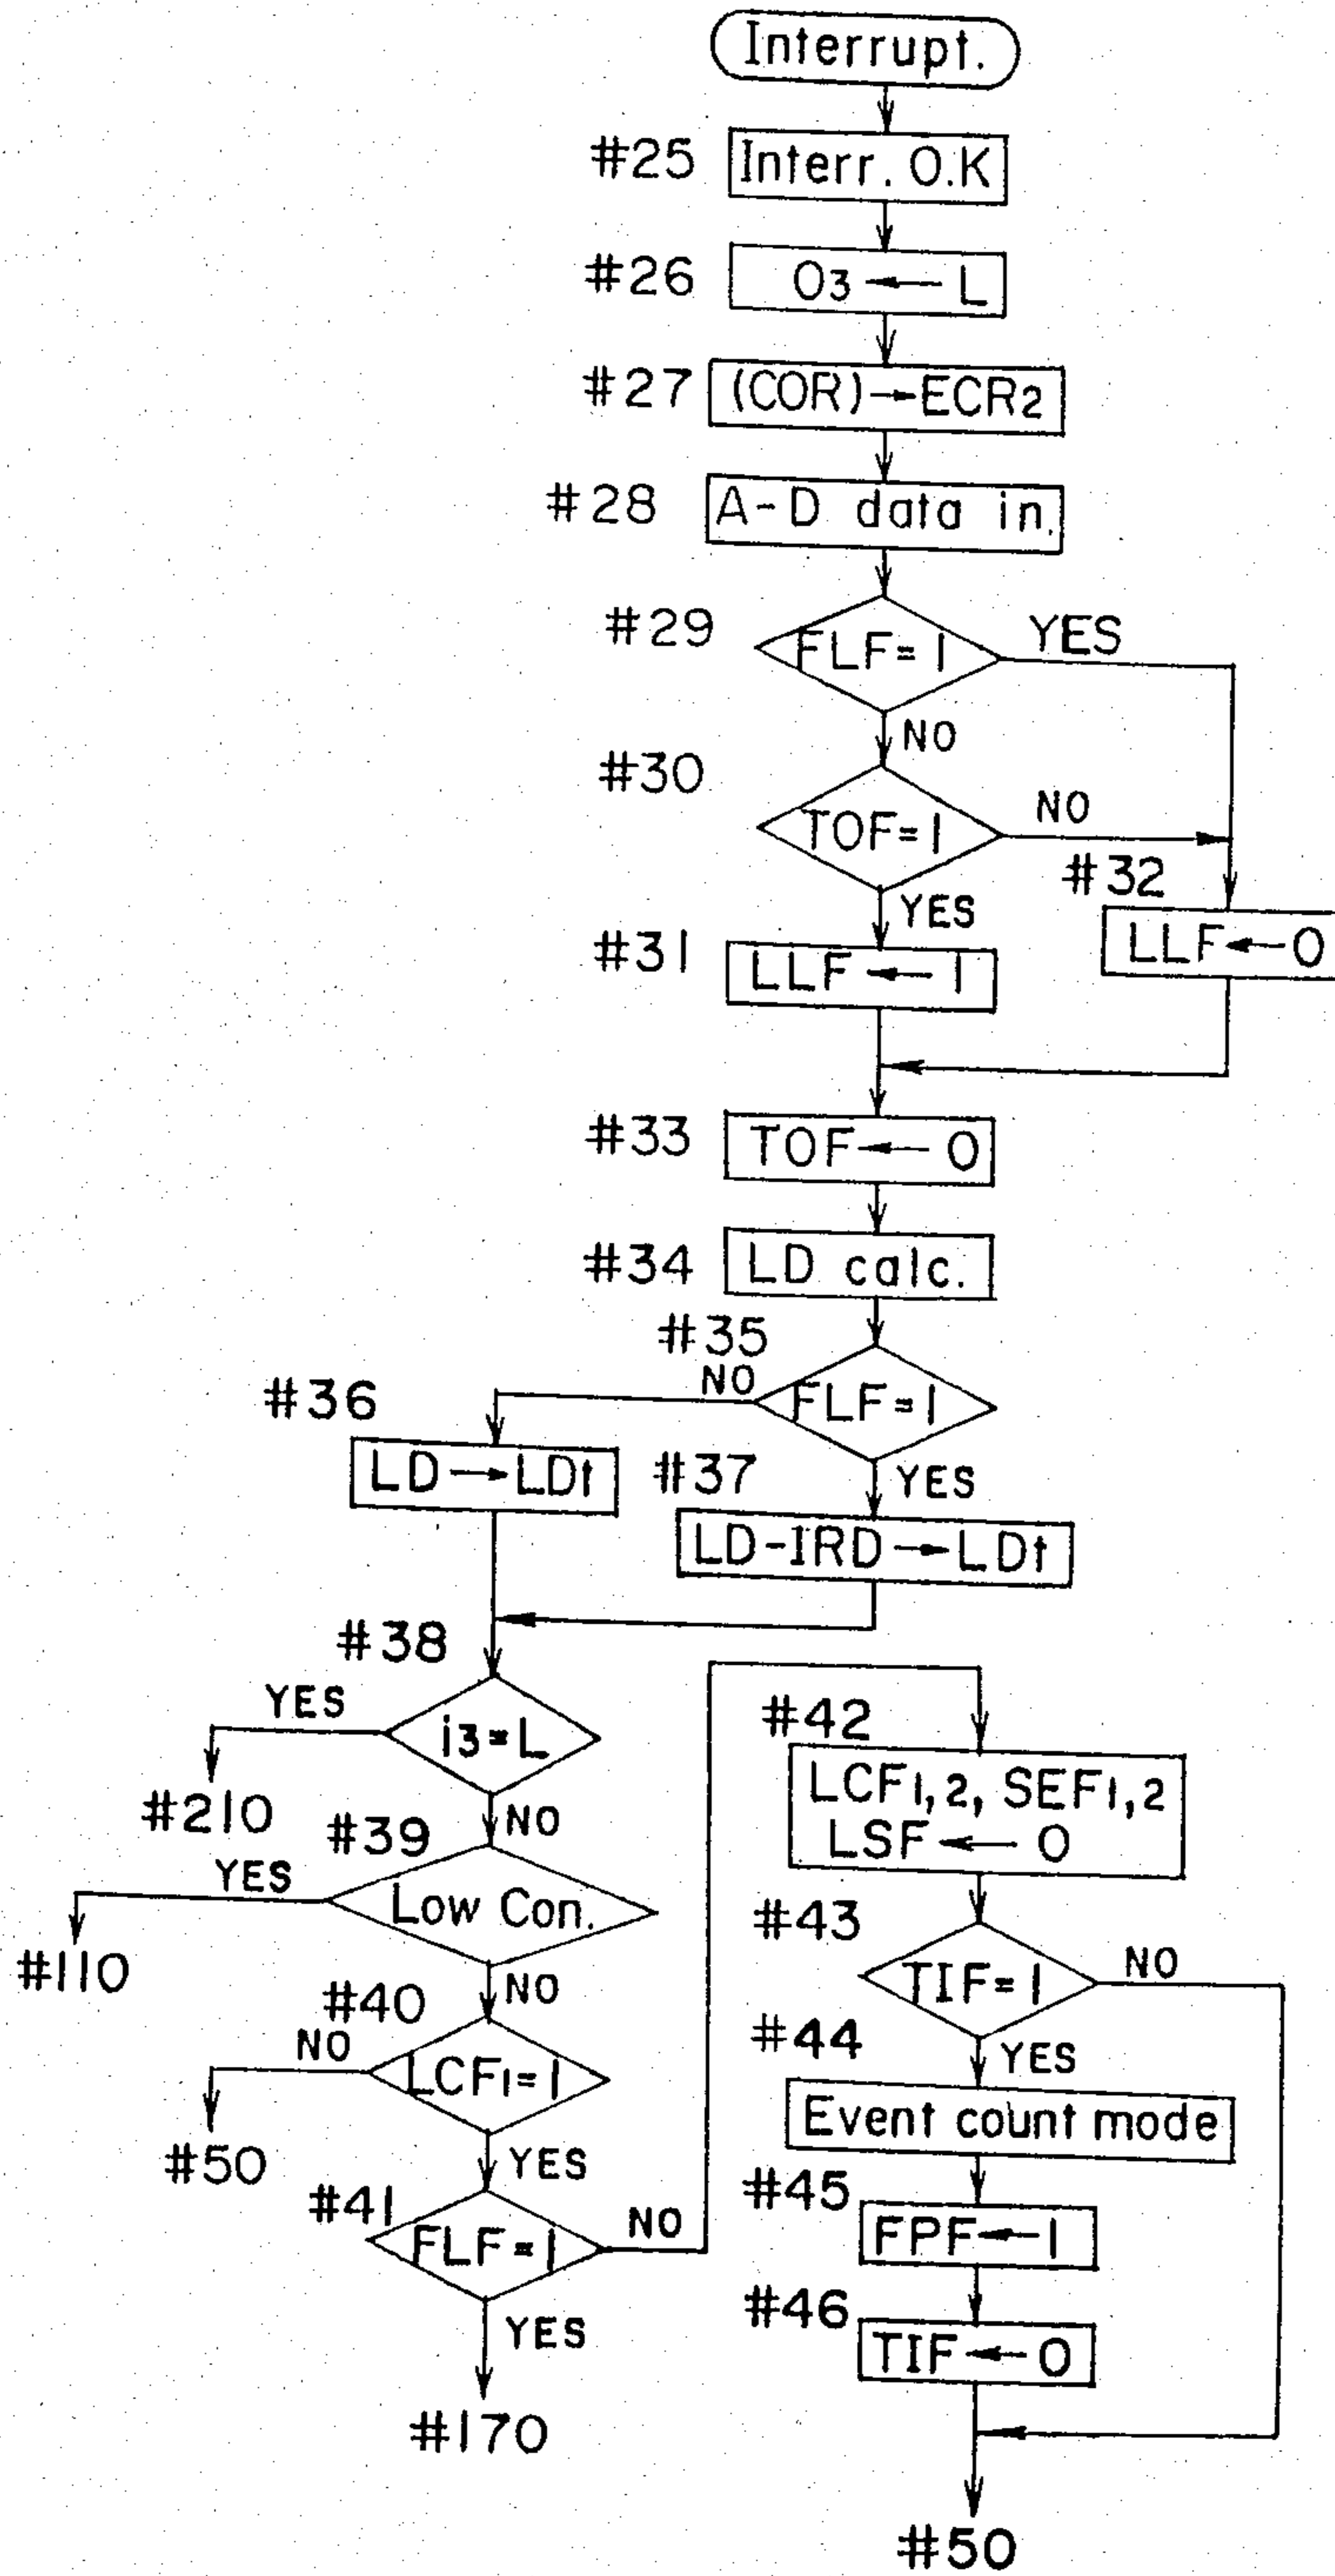 Interrupt.
#25 Interr. O.K
#26 O3 ← L
#27 (COR)→ECR2
#28 A-D data in.
#29 FLF=1 YES
NO
#30 TOF=1 NO
YES
#31 LLF ← 1
#32 LLF ← 0
#33 TOF ← 0
#34 LD calc.
#35 FLF=1 NO
YES
#36 LD → LDt
#37 LD-IRD → LDt
#38 i3=L YES
#210
NO
#39 Low Con. YES
#110
NO
#40 LCF1=1 NO
#50
YES
#41 FLF=1 NO
YES
#170
#42
LCF1,2, SEF1,2
LSF ← 0
#43 TIF=1 NO
YES
#44
Event count mode
#45 FPF ← 1
#46 TIF ← 0
#50